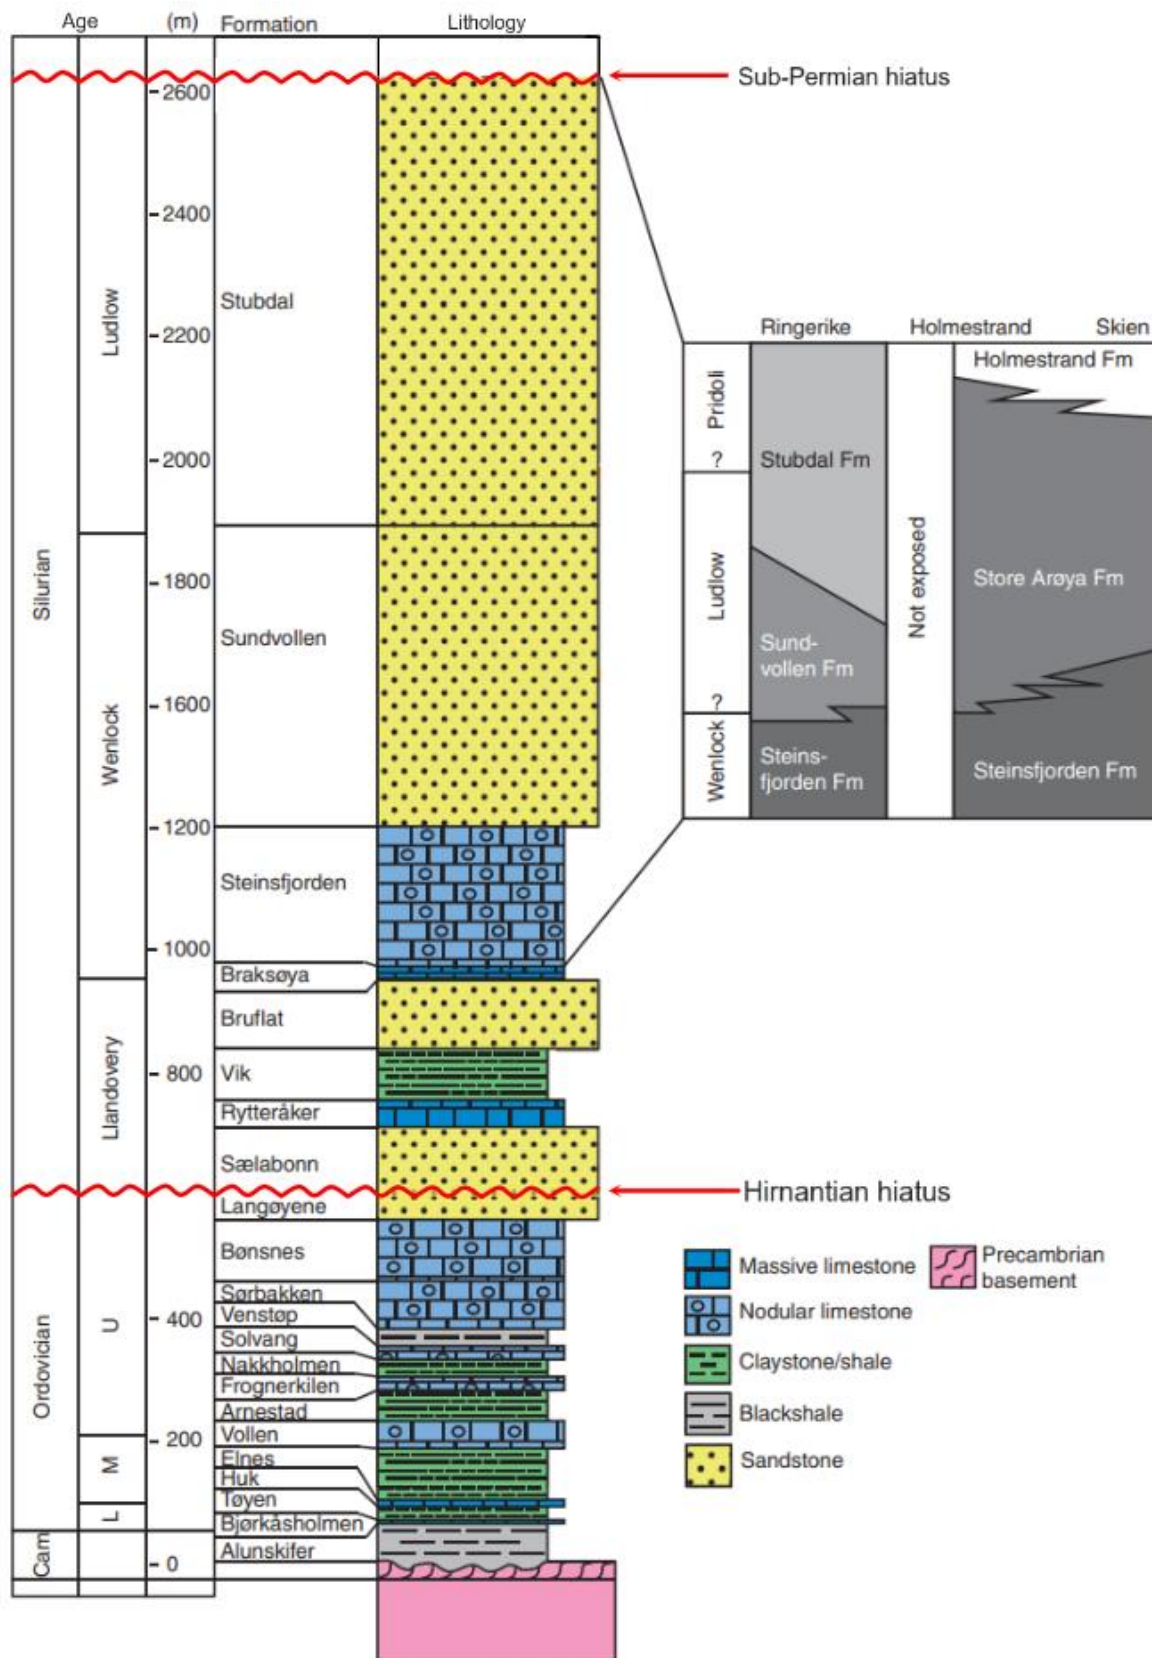 Age (m) Formation Lithology
Sub-Permian hiatus
2600
2400
Ludlow
Stubdal
2200
2000
Silurian
1800
Sundvollen
Wenlock
1600
1200
Steinsfjorden
1000
Braksøya
Bruflat
Llandovery
800
Vik
Rytteråker
Sælabonn
Hirnantian hiatus
Langøyene
Bønsnes
Ordovician
U
Sørbakken
400
Venstøp
Solvang
Nakkholmen
Frognerkilen
Arnestad
200
Vollen
M
Elnes
Huk
Tøyen
L
Bjørkåsholmen
Cam
Alunskifer
0
Ringerike Holmestrand Skien
Pridoli
?
Ludlow
?
Wenlock
Stubdal Fm
Sund-
vollen Fm
Steins-
fjorden Fm
Not exposed
Holmestrand Fm
Store Arøya Fm
Steinsfjorden Fm
Massive limestone
Nodular limestone
Claystone/shale
Blackshale
Sandstone
Precambrian
basement